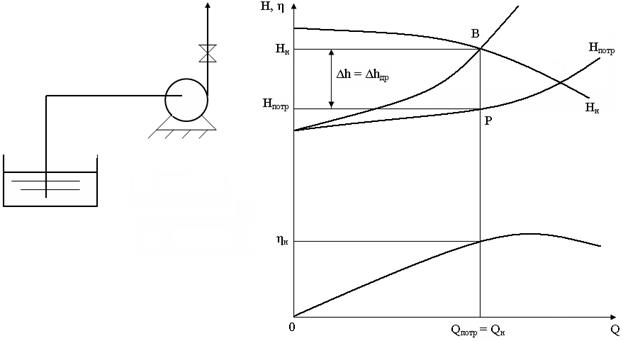 H, η
B
Hпотр
Hн
Δh = Δhдр
Hпотр
P
Hн
ηн
0
Qпотр = Qн
Q